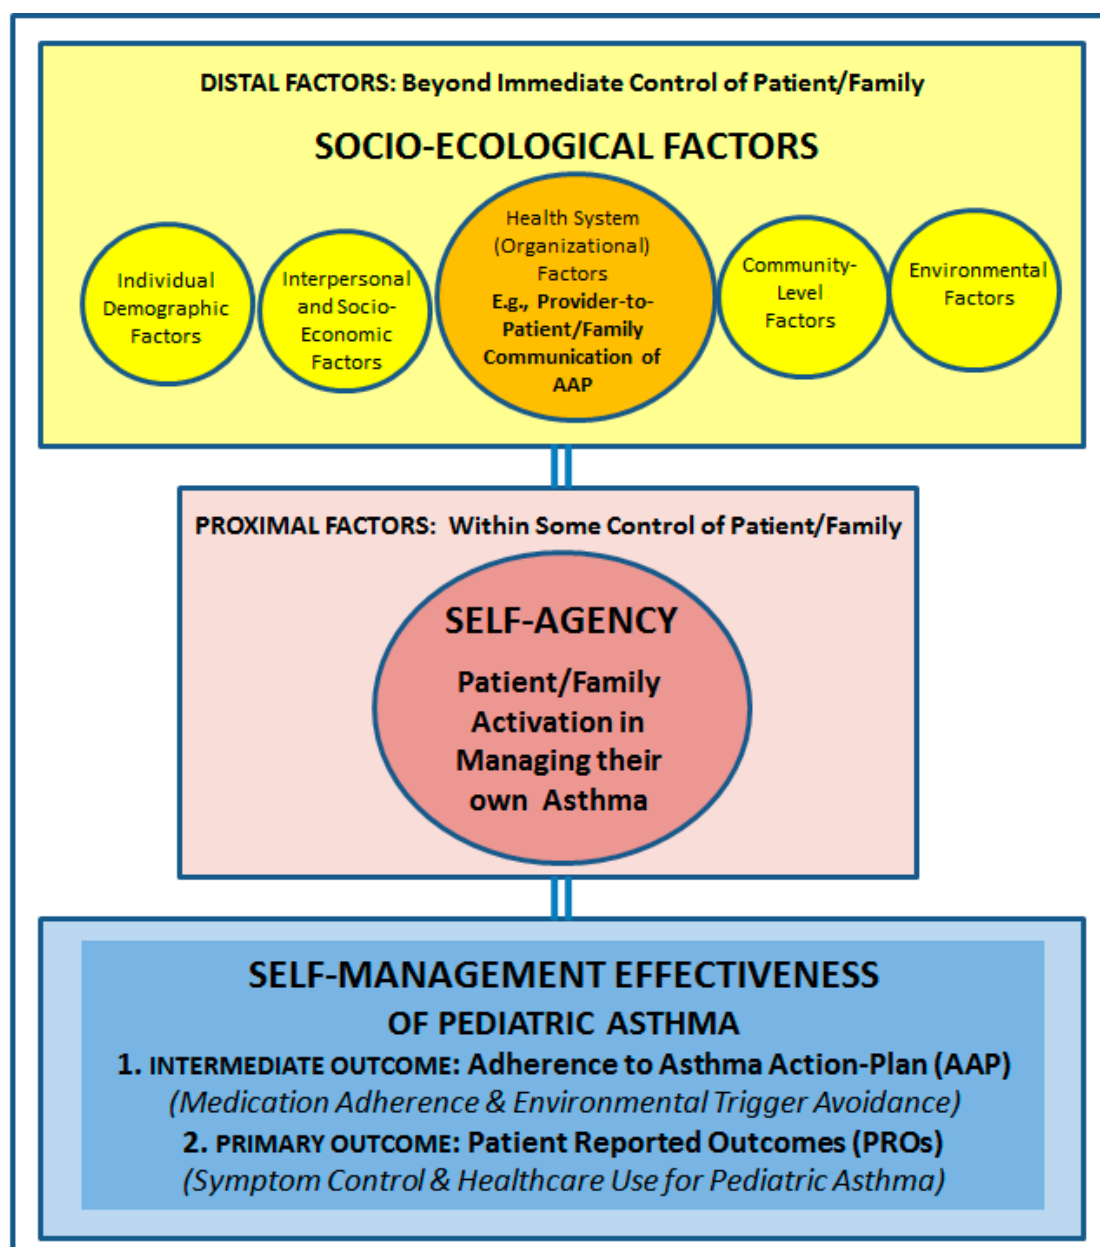 DISTAL FACTORS: Beyond Immediate Control of Patient/Family
SOCIO-ECOLOGICAL FACTORS
Individual
Demographic
Factors
Interpersonal
and Socio-
Economic
Factors
Health System
(Organizational)
Factors
E.g., Provider-to-
Patient/Family
Communication of
AAP
Community-
Level
Factors
Environmental
Factors
PROXIMAL FACTORS: Within Some Control of Patient/Family
SELF-AGENCY
Patient/Family
Activation in
Managing their
own Asthma
SELF-MANAGEMENT EFFECTIVENESS
OF PEDIATRIC ASTHMA
1. INTERMEDIATE OUTCOME: Adherence to Asthma Action-Plan (AAP)
(Medication Adherence & Environmental Trigger Avoidance)
2. PRIMARY OUTCOME: Patient Reported Outcomes (PROs)
(Symptom Control & Healthcare Use for Pediatric Asthma)